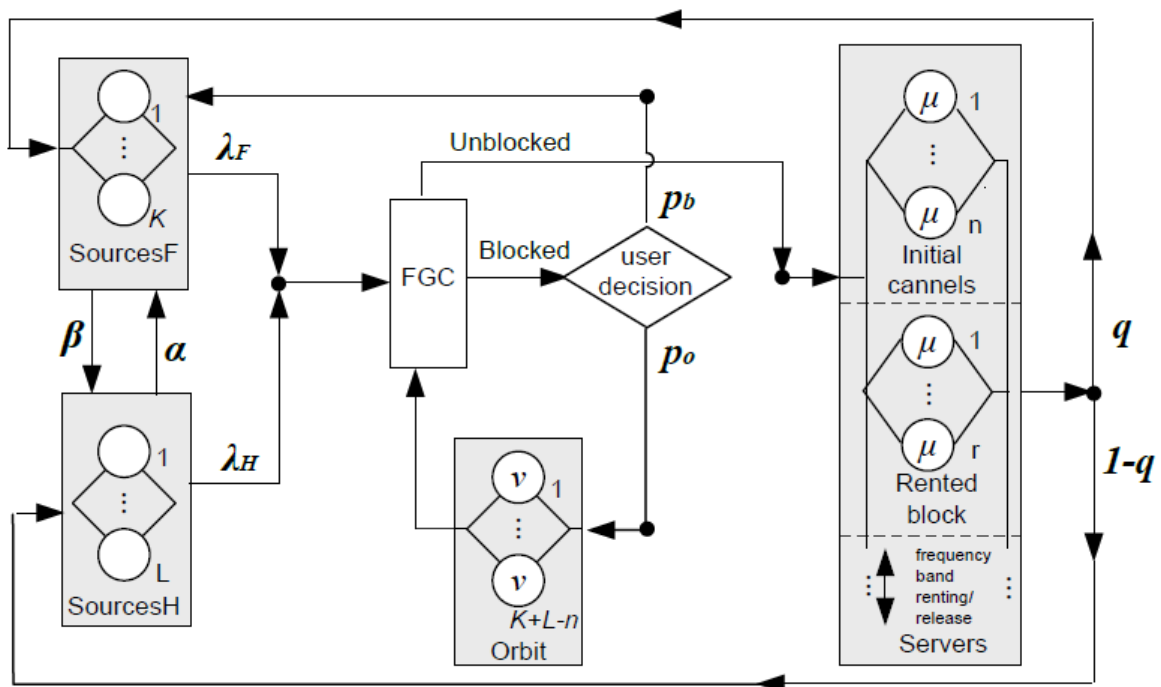 1
⋮
K
SourcesF
λF
β
α
1
⋮
L
SourcesH
λH
Unblocked
FGC
Blocked
user
decision
pb
po
ν 1
⋮
ν
K+L-n
Orbit
μ 1
⋮
μ n
Initial
cannels
μ 1
⋮
μ r
Rented
block
⋮ frequency ⋮
band
renting/
release
Servers
q
1-q